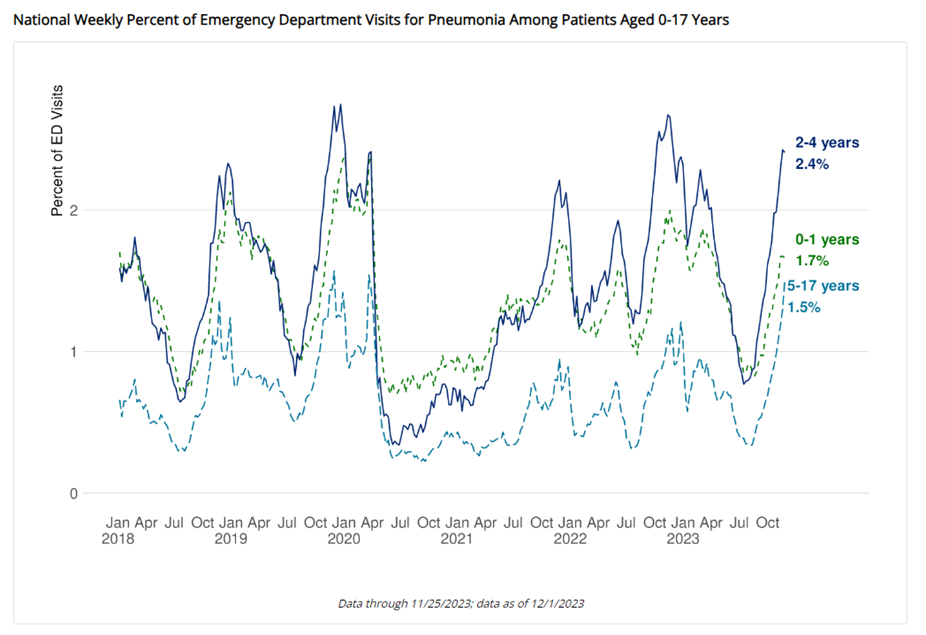 National Weekly Percent of Emergency Department Visits for Pneumonia Among Patients Aged 0-17 Years
Percent of ED Visits
2
1
0
2-4 years
2.4%
0-1 years
1.7%
5-17 years
1.5%
Jan Apr Jul Oct Jan Apr Jul Oct Jan Apr Jul Oct Jan Apr Jul Oct Jan Apr Jul Oct Jan Apr Jul Oct
2018 2019 2020 2021 2022 2023
Data through 11/25/2023; data as of 12/1/2023